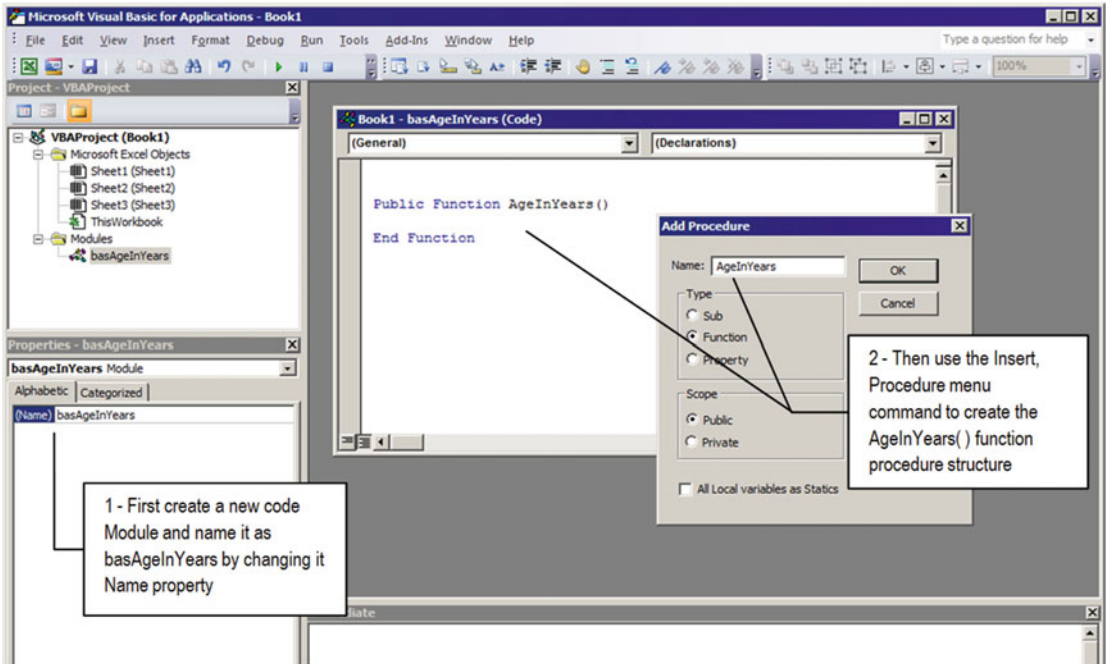 Microsoft Visual Basic for Applications - Book1
File Edit View Insert Format Debug Run Tools Add-Ins Window Help
Type a question for help
100%
Project - VBAProject
VBAProject (Book1)
Microsoft Excel Objects
Sheet1 (Sheet1)
Sheet2 (Sheet2)
Sheet3 (Sheet3)
ThisWorkbook
Modules
basAgeInYears
Properties - basAgeInYears
basAgeInYears Module
Alphabetic Categorized
(Name) basAgeInYears
Book1 - basAgeInYears (Code)
(General) (Declarations)
Public Function AgeInYears()
End Function
Add Procedure
Name: AgeInYears
OK
Cancel
Type
Sub
Function
Property
Scope
Public
Private
All Local variables as Statics
1 - First create a new code
Module and name it as
basAgeInYears by changing it
Name property
2 - Then use the Insert,
Procedure menu
command to create the
AgeInYears( ) function
procedure structure